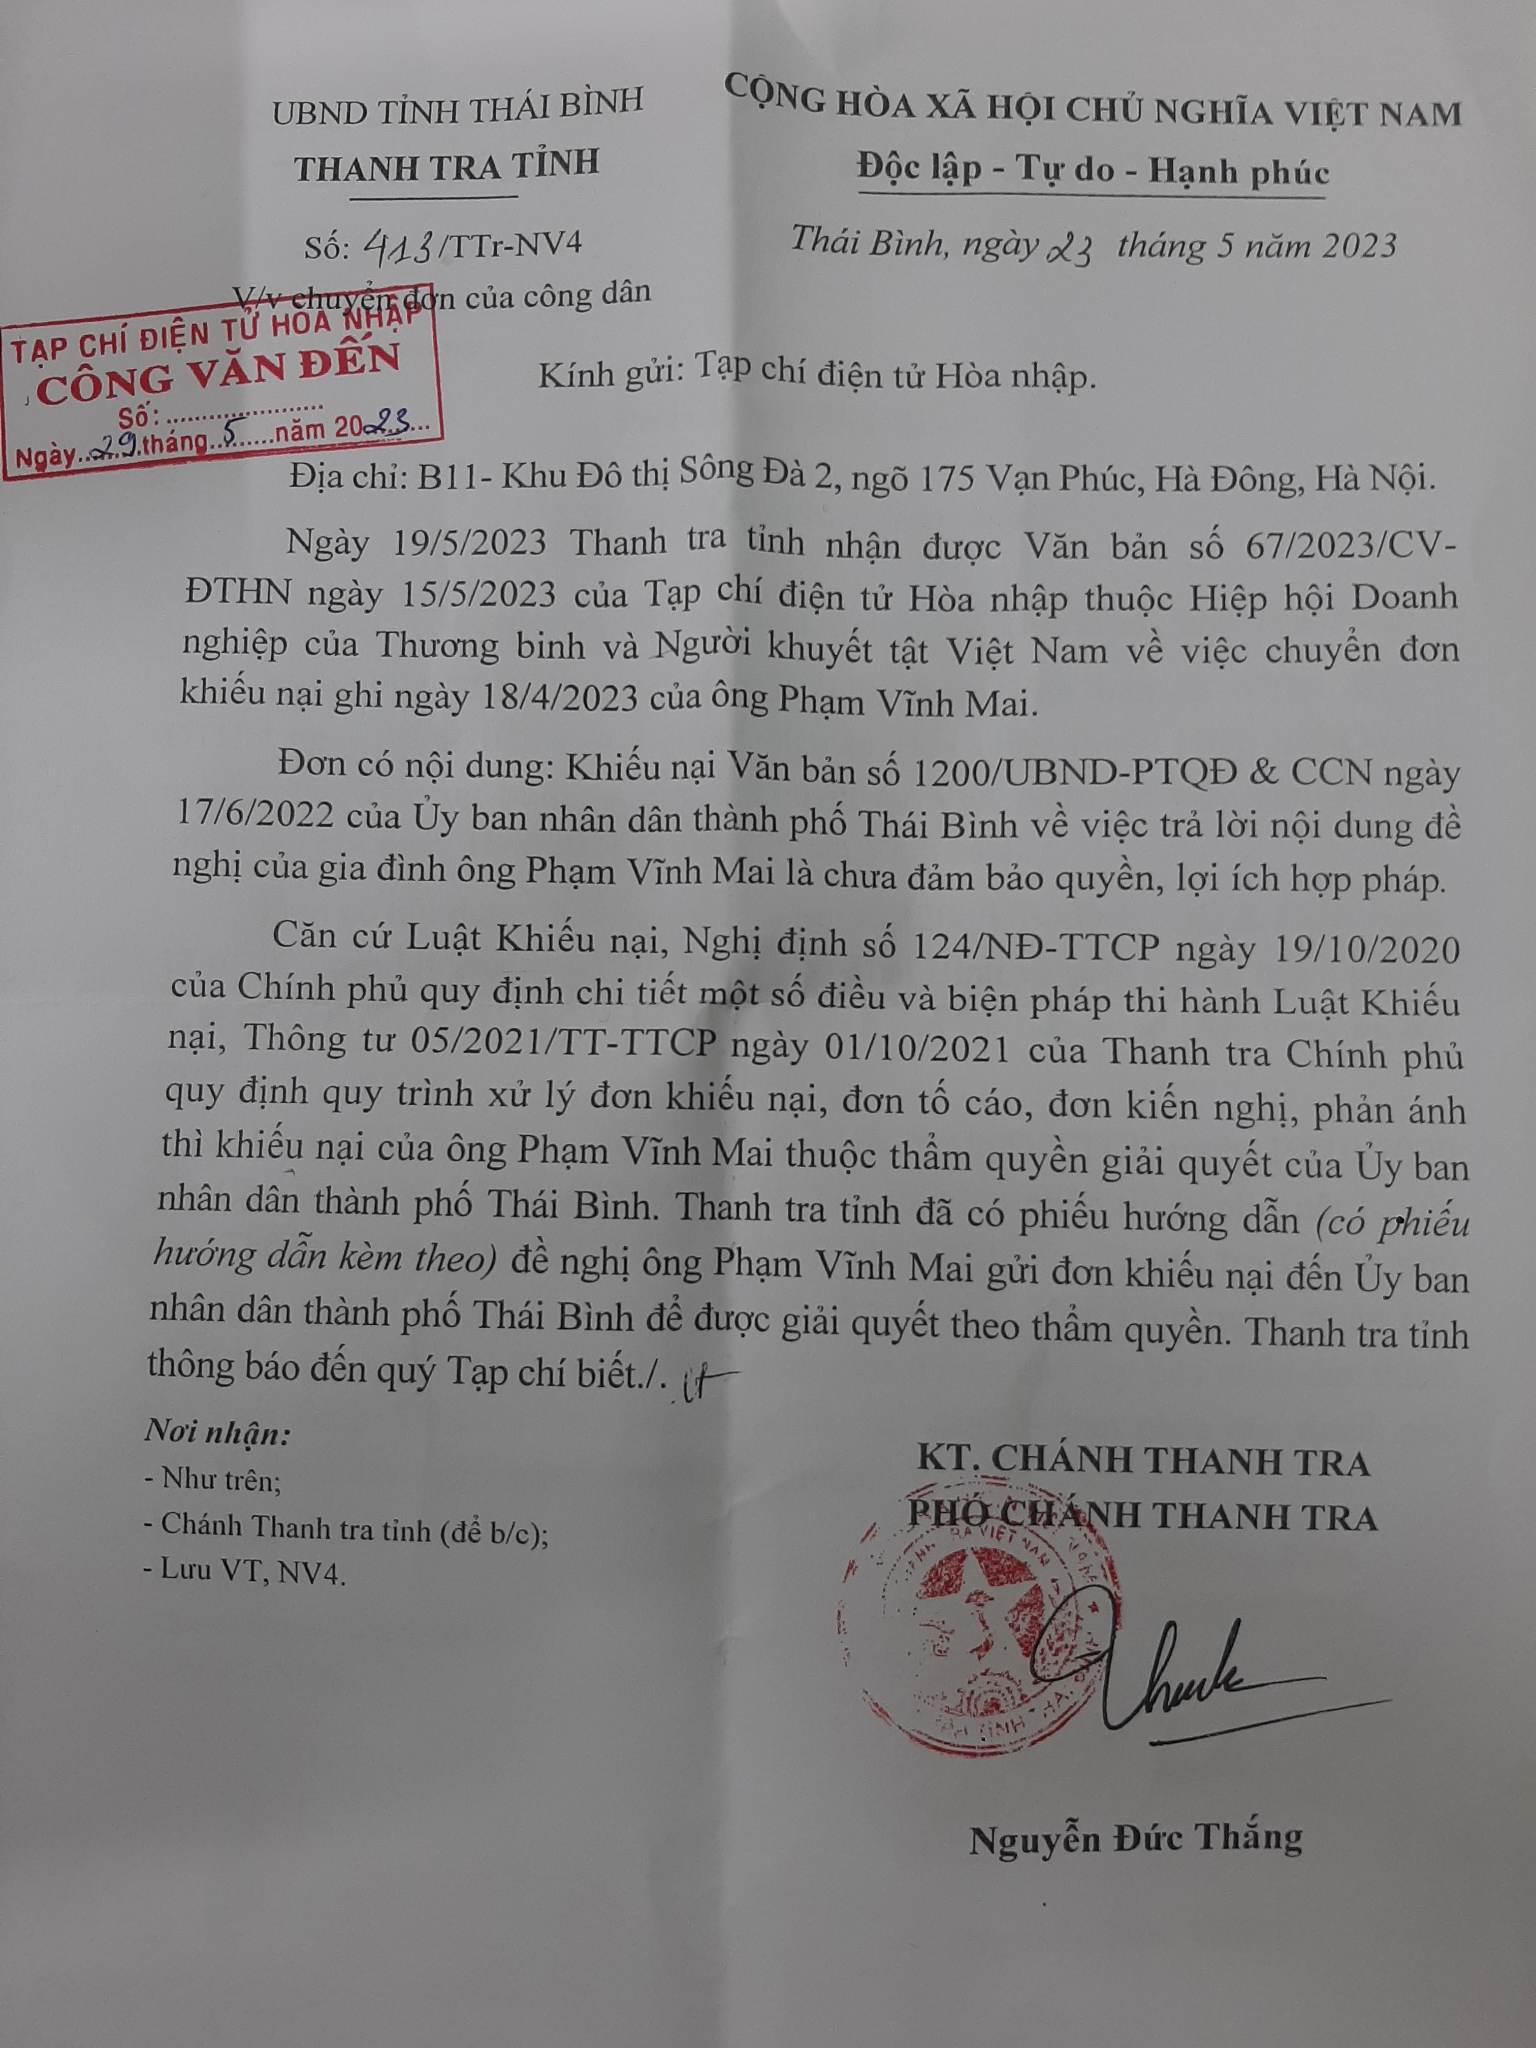 UBND TỈNH THÁI BÌNH
THANH TRA TỈNH
CỘNG HÒA XÃ HỘI CHỦ NGHĨA VIỆT NAM
Độc lập - Tự do - Hạnh phúc
Số: 413/TTr-NV4
Thái Bình, ngày 23 tháng 5 năm 2023
V/v chuyển đơn của công dân
TẠP CHÍ ĐIỆN TỬ HÒA NHẬP
CÔNG VĂN ĐẾN
Số:......................
Ngày....29.tháng..5......năm 2023...
Kính gửi: Tạp chí điện tử Hòa nhập.
Địa chỉ: B11- Khu Đô thị Sông Đà 2, ngõ 175 Vạn Phúc, Hà Đông, Hà Nội.
Ngày 19/5/2023 Thanh tra tỉnh nhận được Văn bản số 67/2023/CV-
ĐTHN ngày 15/5/2023 của Tạp chí điện tử Hòa nhập thuộc Hiệp hội Doanh
nghiệp của Thương binh và Người khuyết tật Việt Nam về việc chuyển đơn
khiếu nại ghi ngày 18/4/2023 của ông Phạm Vĩnh Mai.
Đơn có nội dung: Khiếu nại Văn bản số 1200/UBND-PTQĐ & CCN ngày
17/6/2022 của Ủy ban nhân dân thành phố Thái Bình về việc trả lời nội dung đề
nghị của gia đình ông Phạm Vĩnh Mai là chưa đảm bảo quyền, lợi ích hợp pháp.
Căn cứ Luật Khiếu nại, Nghị định số 124/NĐ-TTCP ngày 19/10/2020
của Chính phủ quy định chi tiết một số điều và biện pháp thi hành Luật Khiếu
nại, Thông tư 05/2021/TT-TTCP ngày 01/10/2021 của Thanh tra Chính phủ
quy định quy trình xử lý đơn khiếu nại, đơn tố cáo, đơn kiến nghị, phản ánh
thì khiếu nại của ông Phạm Vĩnh Mai thuộc thẩm quyền giải quyết của Ủy ban
nhân dân thành phố Thái Bình. Thanh tra tỉnh đã có phiếu hướng dẫn (có phiếu
hướng dẫn kèm theo) đề nghị ông Phạm Vĩnh Mai gửi đơn khiếu nại đến Ủy ban
nhân dân thành phố Thái Bình để được giải quyết theo thẩm quyền. Thanh tra tỉnh
thông báo đến quý Tạp chí biết./.
Nơi nhận:
- Như trên;
- Chánh Thanh tra tỉnh (để b/c);
- Lưu VT, NV4.
KT. CHÁNH THANH TRA
PHÓ CHÁNH THANH TRA
Nguyễn Đức Thắng